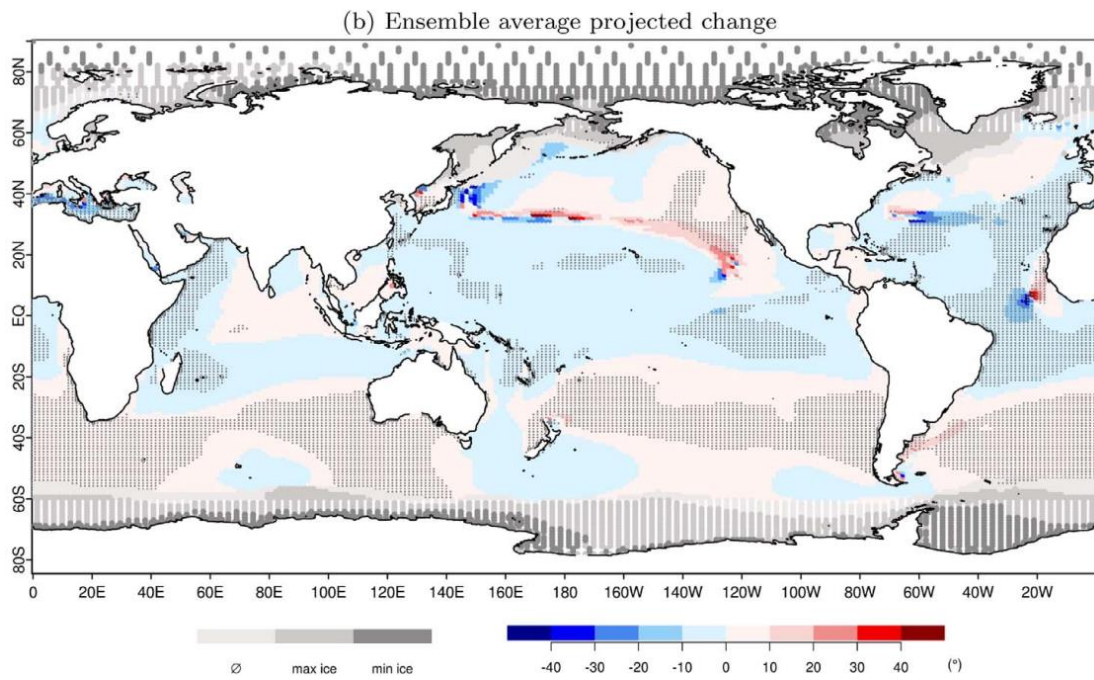 (b) Ensemble average projected change
80N
60N
40N
20N
EQ
20S
40S
60S
80S
0 20E 40E 60E 80E 100E 120E 140E 160E 180 160W 140W 120W 100W 80W 60W 40W 20W
∅ max ice min ice
-40 -30 -20 -10 0 10 20 30 40 (°)